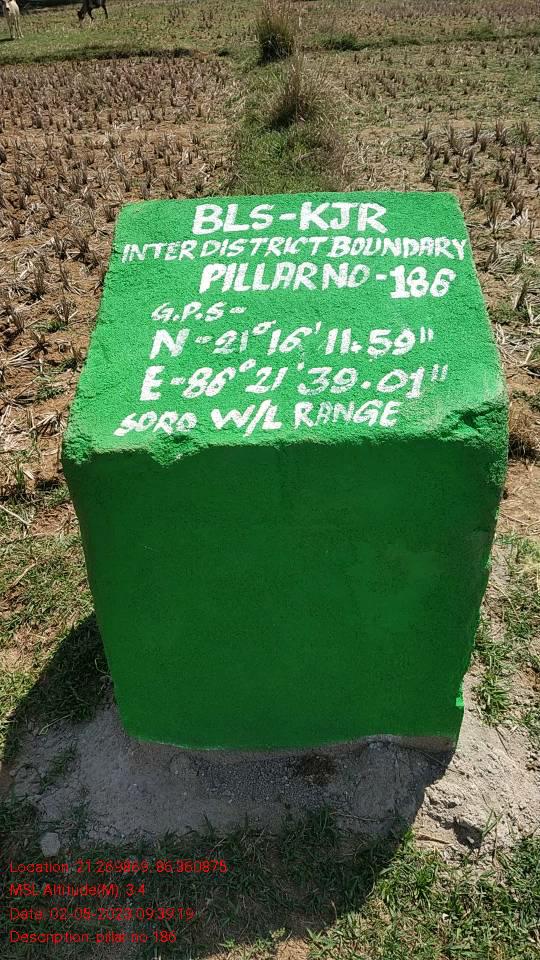 BLS-KJR
INTER DISTRICT BOUNDARY
PILLAR NO-186
G.P.S-
N-21°16'11.59"
E-86°21'39.01"
SORO W/L RANGE
Location: 21.269869, 86.360875
MSL Altitude(M): 3.4
Date: 02-05-2023 09:39:19
Description: pillar no 186